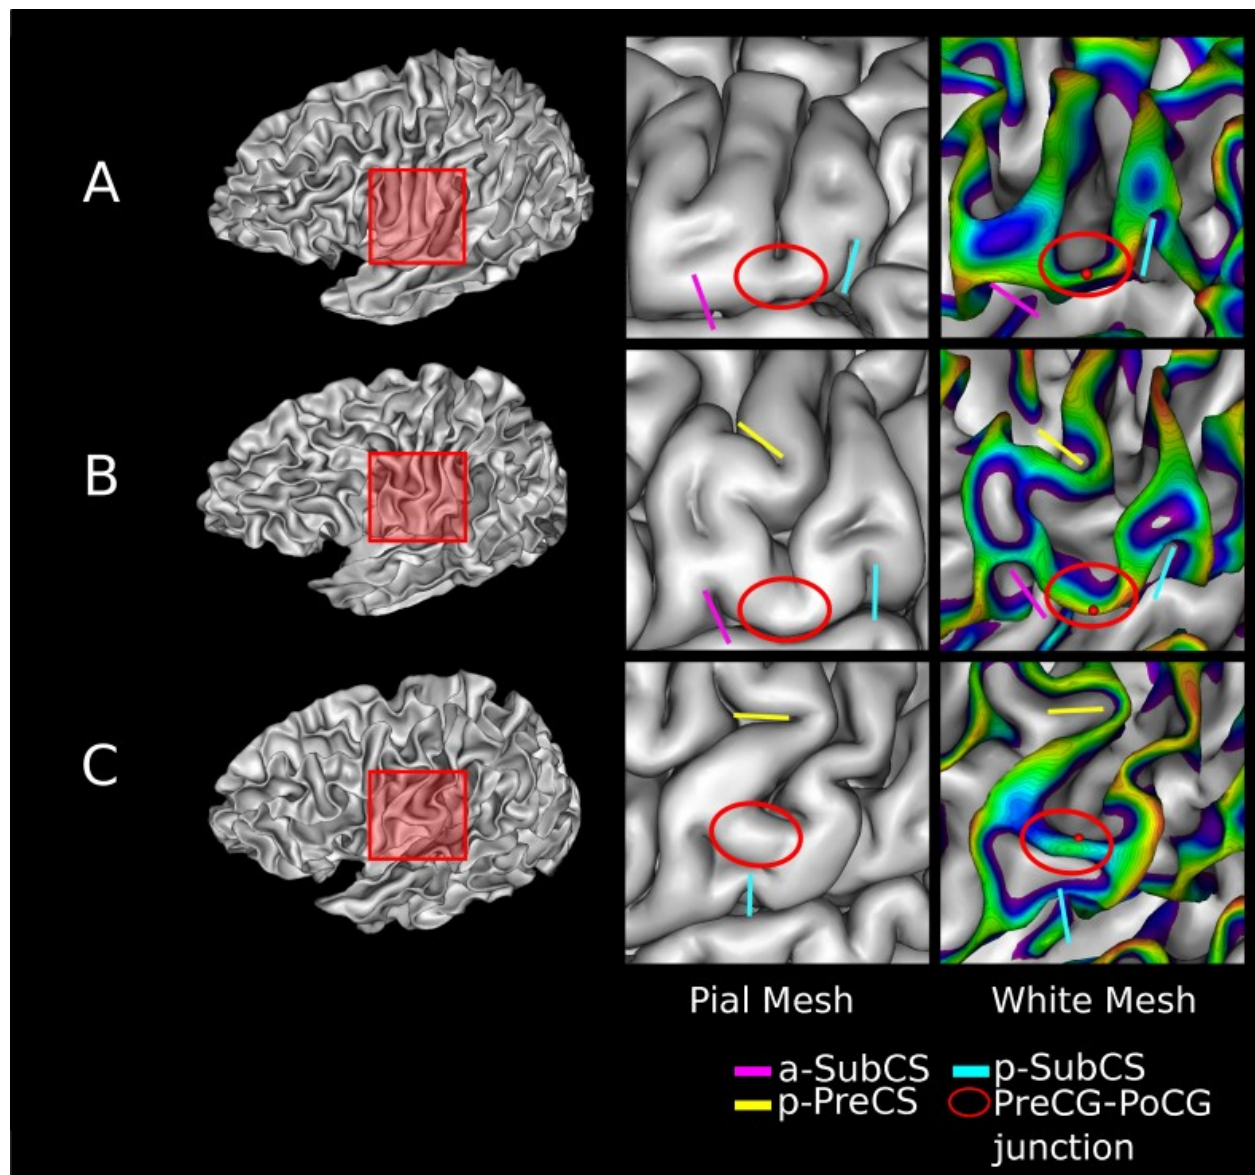 A
B
C
Pial Mesh
White Mesh
a-SubCS
p-SubCS
p-PreCS
PreCG-PoCG
junction